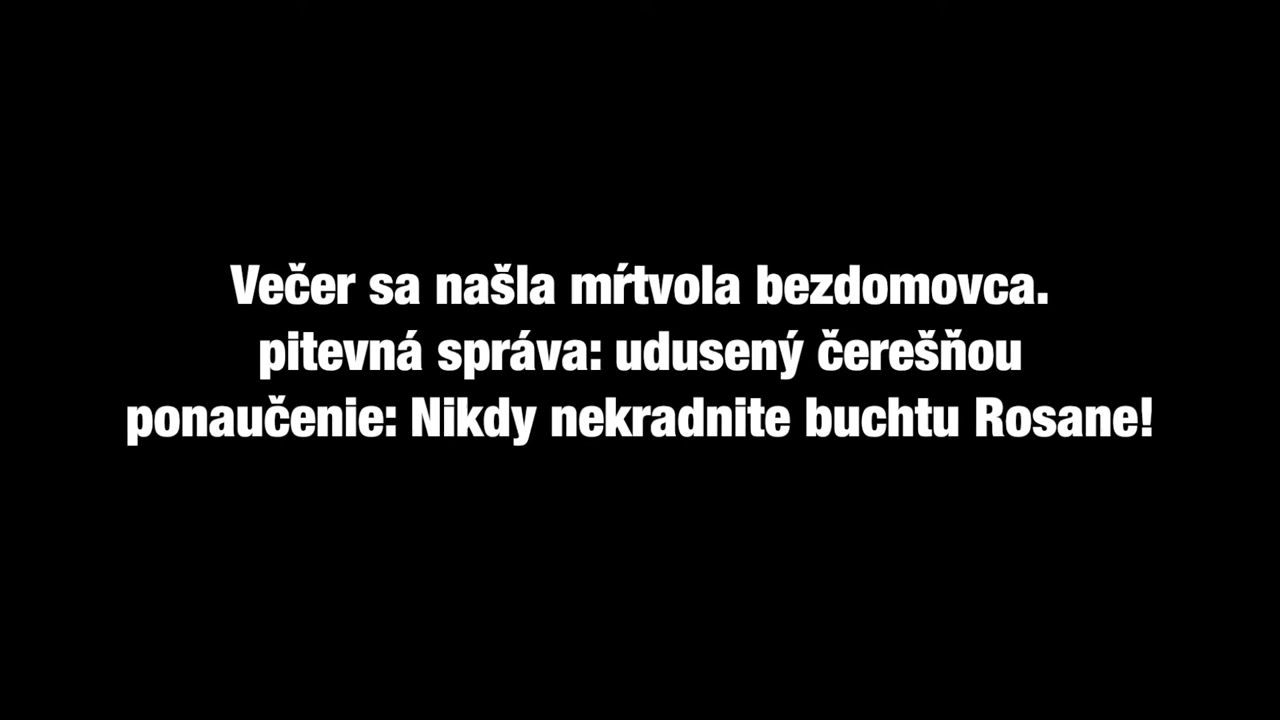 Večer sa našla mŕtvola bezdomovca.
pitevná správa: udusený čerešňou
ponaučenie: Nikdy nekradnite buchtu Rosane!